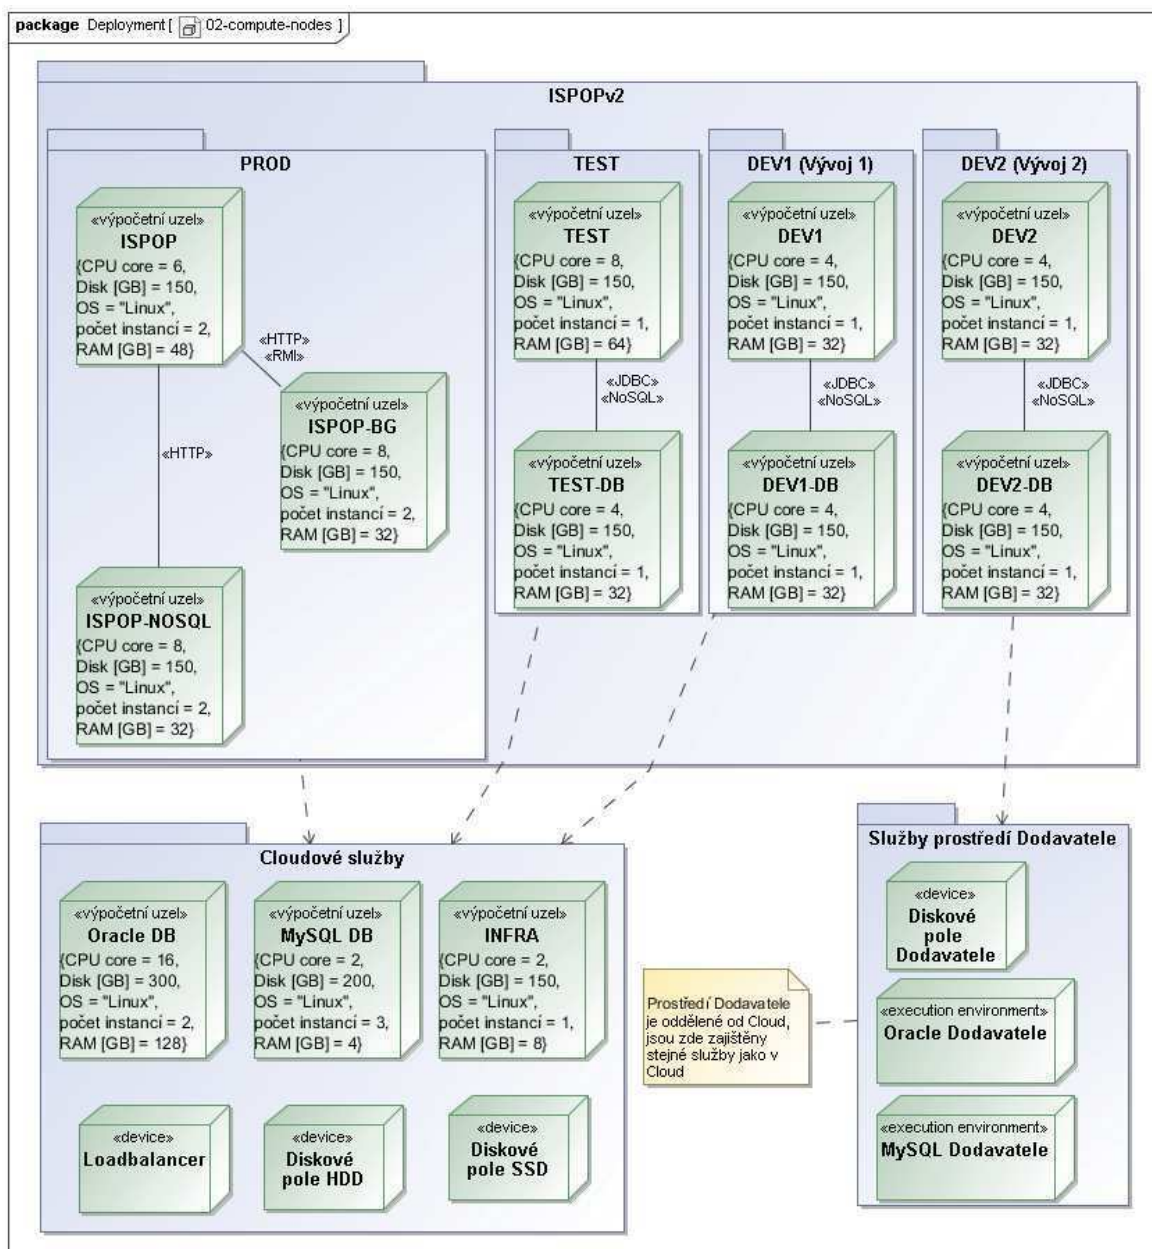 package Deployment [ 02-compute-nodes ]
ISPOPv2
PROD
«výpočetní uzel»
ISPOP
{CPU core = 6,
Disk [GB] = 150,
OS = "Linux",
počet instancí = 2,
RAM [GB] = 48}
«HTTP»
«RMI»
«výpočetní uzel»
ISPOP-BG
{CPU core = 8,
Disk [GB] = 150,
OS = "Linux",
počet instancí = 2,
RAM [GB] = 32}
«HTTP»
«výpočetní uzel»
ISPOP-NOSQL
{CPU core = 8,
Disk [GB] = 150,
OS = "Linux",
počet instancí = 2,
RAM [GB] = 32}
TEST
«výpočetní uzel»
TEST
{CPU core = 8,
Disk [GB] = 150,
OS = "Linux",
počet instancí = 1,
RAM [GB] = 64}
«JDBC»
«NoSQL»
«výpočetní uzel»
TEST-DB
{CPU core = 4,
Disk [GB] = 150,
OS = "Linux",
počet instancí = 1,
RAM [GB] = 32}
DEV1 (Vývoj 1)
«výpočetní uzel»
DEV1
{CPU core = 4,
Disk [GB] = 150,
OS = "Linux",
počet instancí = 1,
RAM [GB] = 32}
«JDBC»
«NoSQL»
«výpočetní uzel»
DEV1-DB
{CPU core = 4,
Disk [GB] = 150,
OS = "Linux",
počet instancí = 1,
RAM [GB] = 32}
DEV2 (Vývoj 2)
«výpočetní uzel»
DEV2
{CPU core = 4,
Disk [GB] = 150,
OS = "Linux",
počet instancí = 1,
RAM [GB] = 32}
«JDBC»
«NoSQL»
«výpočetní uzel»
DEV2-DB
{CPU core = 4,
Disk [GB] = 150,
OS = "Linux",
počet instancí = 1,
RAM [GB] = 32}
Cloudové služby
«výpočetní uzel»
Oracle DB
{CPU core = 16,
Disk [GB] = 300,
OS = "Linux",
počet instancí = 2,
RAM [GB] = 128}
«výpočetní uzel»
MySQL DB
{CPU core = 2,
Disk [GB] = 200,
OS = "Linux",
počet instancí = 3,
RAM [GB] = 4}
«výpočetní uzel»
INFRA
{CPU core = 2,
Disk [GB] = 150,
OS = "Linux",
počet instancí = 1,
RAM [GB] = 8}
«device»
Loadbalancer
«device»
Diskové
pole HDD
«device»
Diskové
pole SSD
Prostředí Dodavatele
je oddělené od Cloud,
jsou zde zajištěny
stejné služby jako v
Cloud
Služby prostředí Dodavatele
«device»
Diskové
pole
Dodavatele
«execution environment»
Oracle Dodavatele
«execution environment»
MySQL Dodavatele